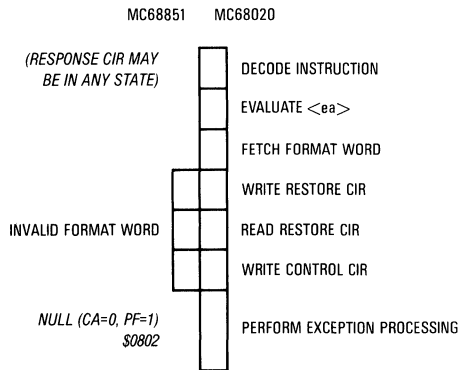 MC68851 MC68020
(RESPONSE CIR MAY
BE IN ANY STATE)
DECODE INSTRUCTION
EVALUATE <ea>
FETCH FORMAT WORD
WRITE RESTORE CIR
INVALID FORMAT WORD READ RESTORE CIR
WRITE CONTROL CIR
NULL (CA=0, PF=1)
$0802
PERFORM EXCEPTION PROCESSING